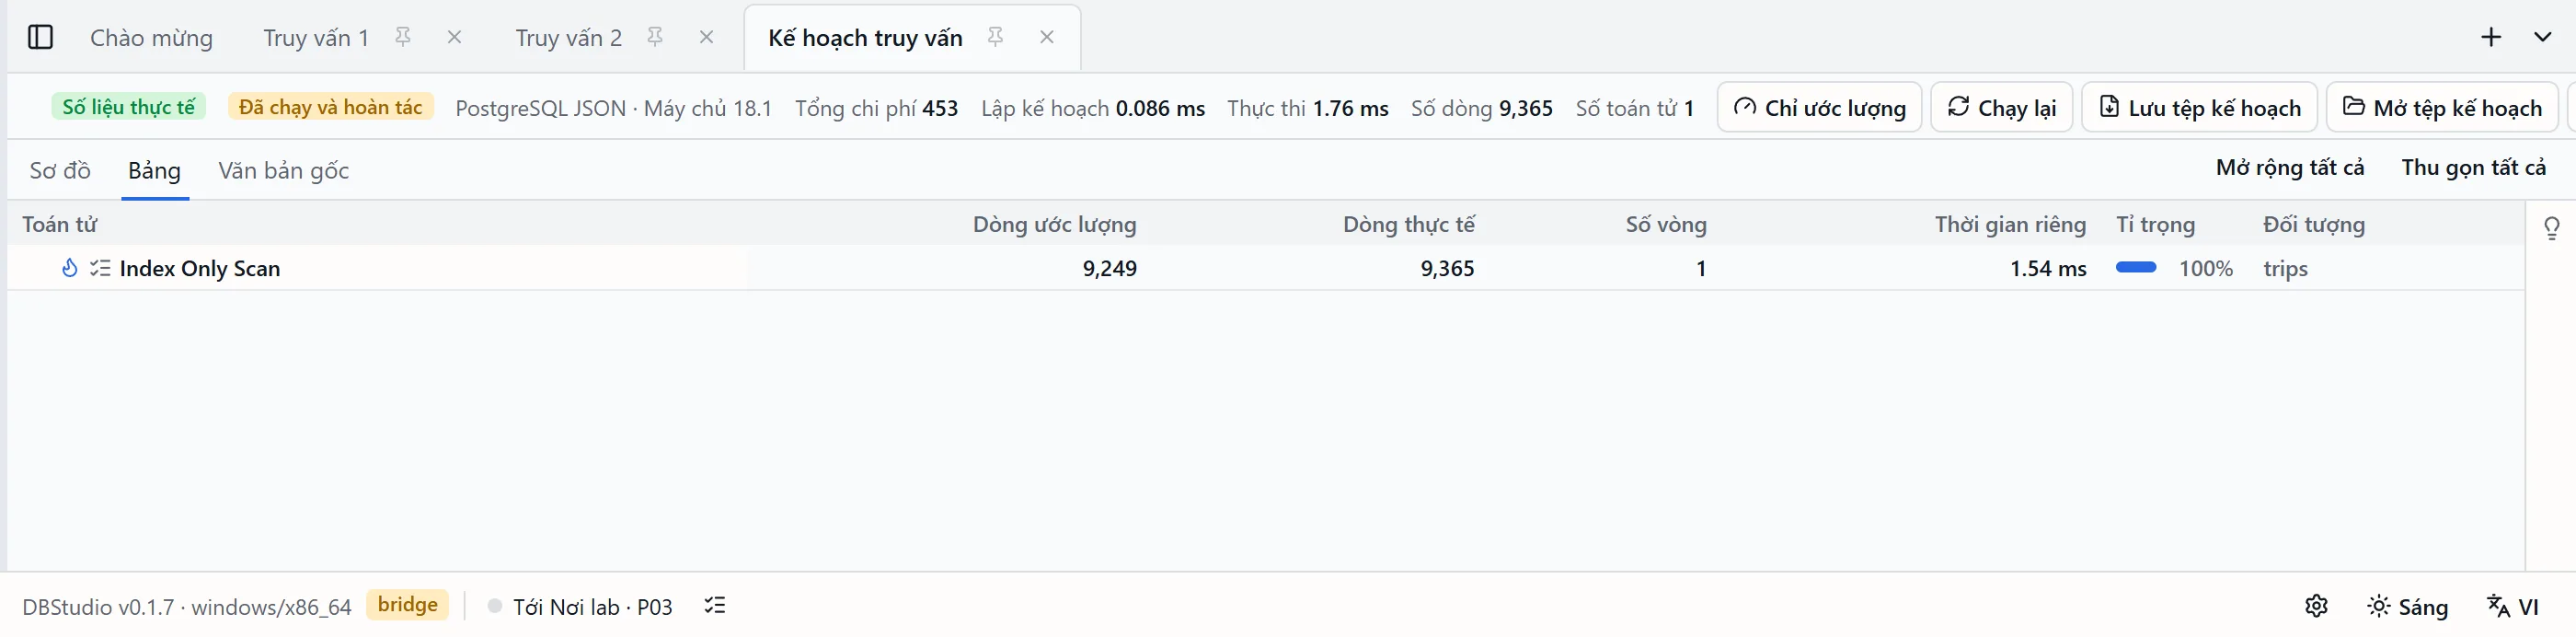 Chào mừng Truy vấn 1 Truy vấn 2 Kế hoạch truy vấn
Số liệu thực tế Đã chạy và hoàn tác PostgreSQL JSON · Máy chủ 18.1 Tổng chi phí 453 Lập kế hoạch 0.086 ms Thực thi 1.76 ms Số dòng 9,365 Số toán tử 1 Chỉ ước lượng Chạy lại Lưu tệp kế hoạch Mở tệp kế hoạch
Sơ đồ Bảng Văn bản gốc Mở rộng tất cả Thu gọn tất cả
Toán tử Dòng ước lượng Dòng thực tế Số vòng Thời gian riêng Tỉ trọng Đối tượng
Index Only Scan 9,249 9,365 1 1.54 ms 100% trips
DBStudio v0.1.7 · windows/x86_64 bridge Tới Nơi lab · P03 Sáng VI